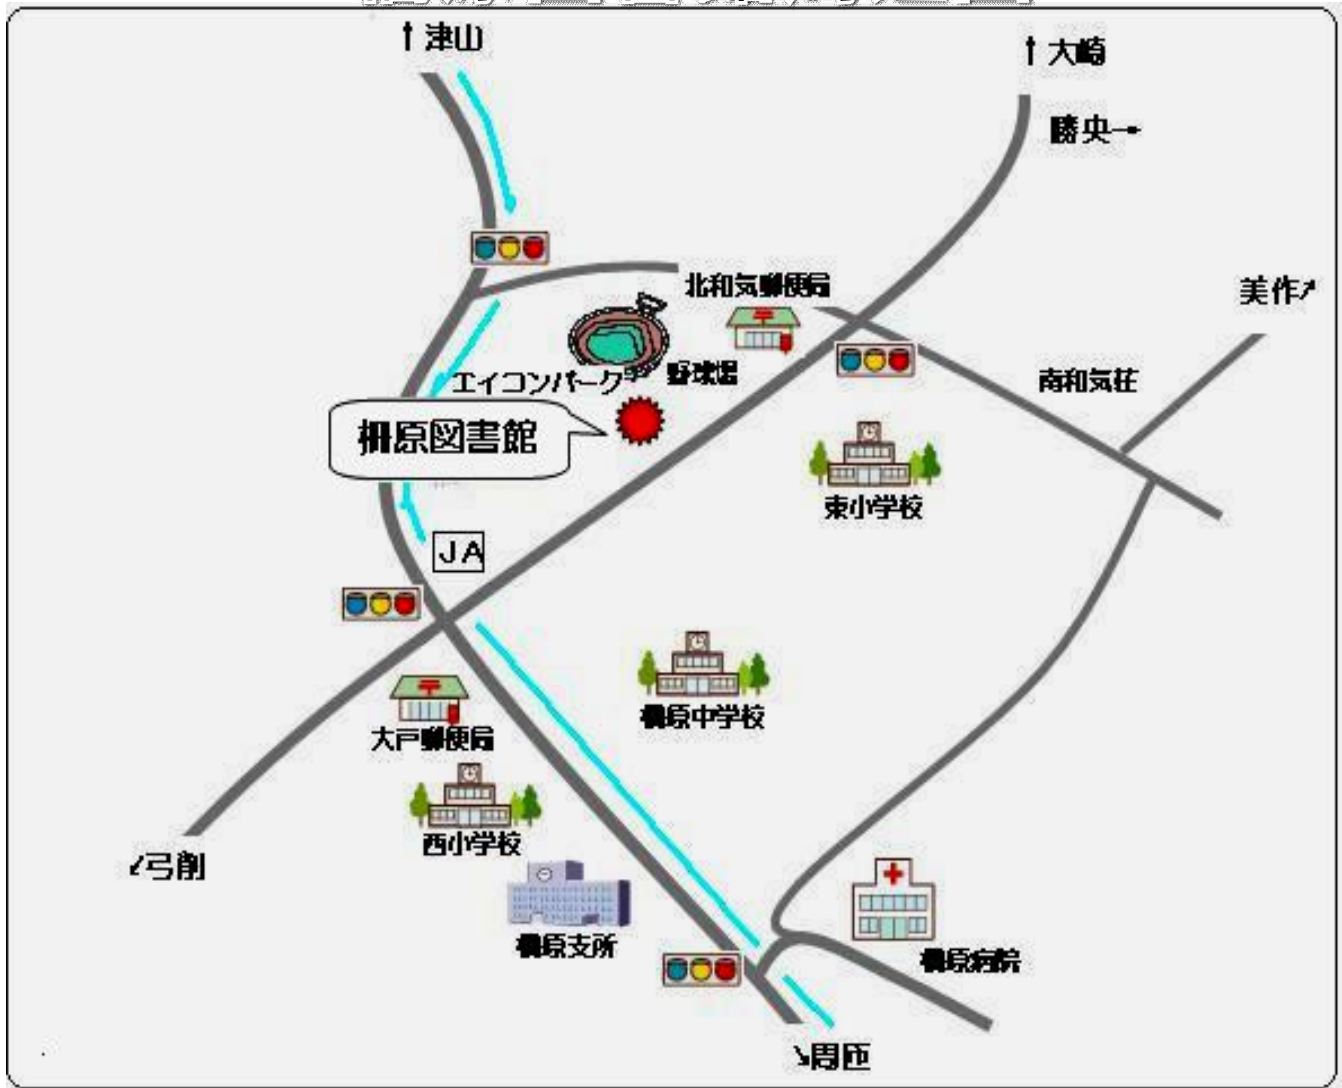 ↑津山
↑大崎
勝央→
北和気郵便局
美作↗
エイコンパーク
野球場
南和気荘
柵原図書館
東小学校
JA
柵原中学校
大戸郵便局
西小学校
↙弓削
柵原支所
柵原病院
↘周匝